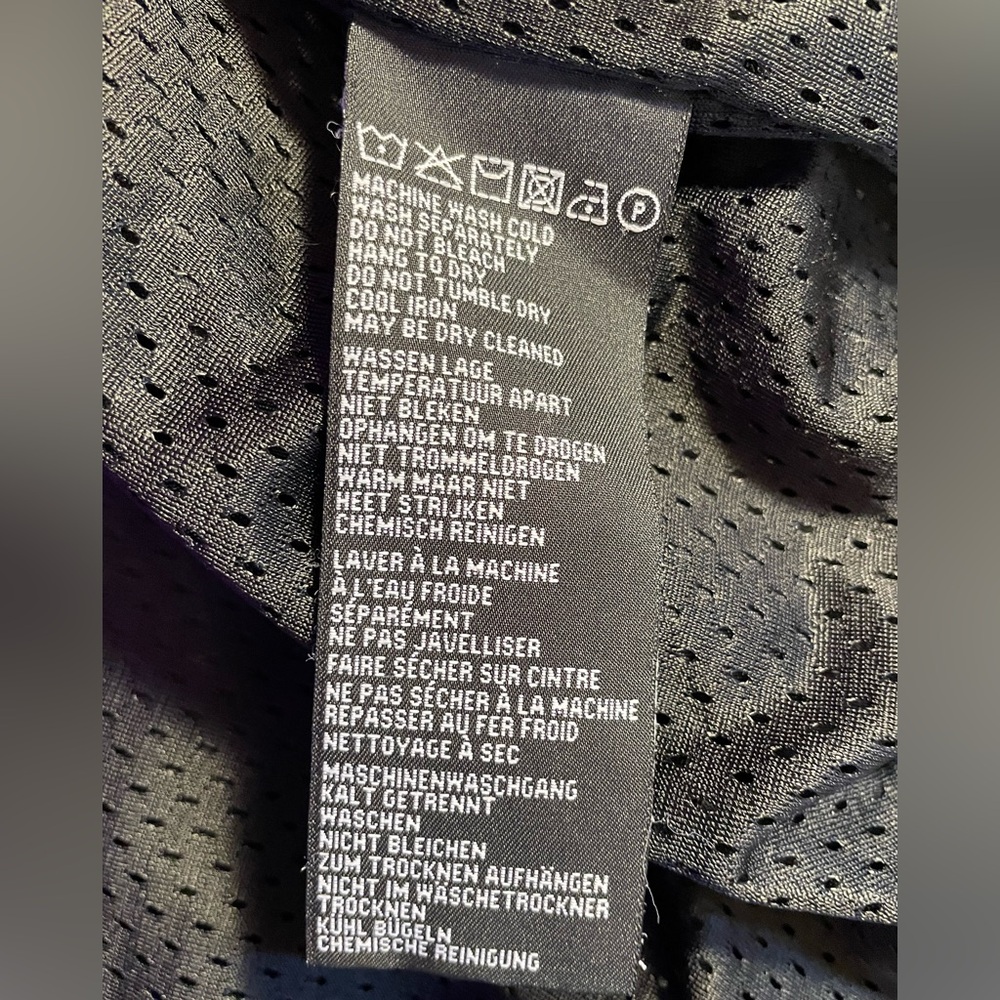 P
MACHINE WASH COLD
WASH SEPARATELY
DO NOT BLEACH
HANG TO DRY
DO NOT TUMBLE DRY
COOL IRON
MAY BE DRY CLEANED
WASSEN LAGE
TEMPERATUUR APART
NIET BLEKEN
OPHANGEN OM TE DROGEN
NIET TROMMELDROGEN
WARM MAAR NIET
HEET STRIJKEN
CHEMISCH REINIGEN
LAVER À LA MACHINE
À L'EAU FROIDE
SÉPARÉMENT
NE PAS JAVELLISER
FAIRE SÉCHER SUR CINTRE
NE PAS SÉCHER À LA MACHINE
REPASSER AU FER FROID
NETTOYAGE À SEC
MASCHINENWASCHGANG
KALT GETRENNT
WASCHEN
NICHT BLEICHEN
ZUM TROCKNEN AUFHÄNGEN
NICHT IM WÄSCHETROCKNER
TROCKNEN
KÜHL BÜGELN
CHEMISCHE REINIGUNG